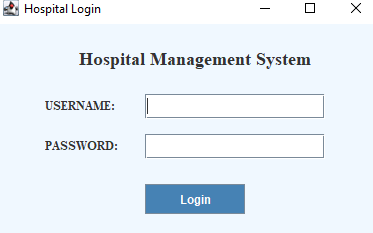 Hospital Login
Hospital Management System
USERNAME:
PASSWORD:
Login